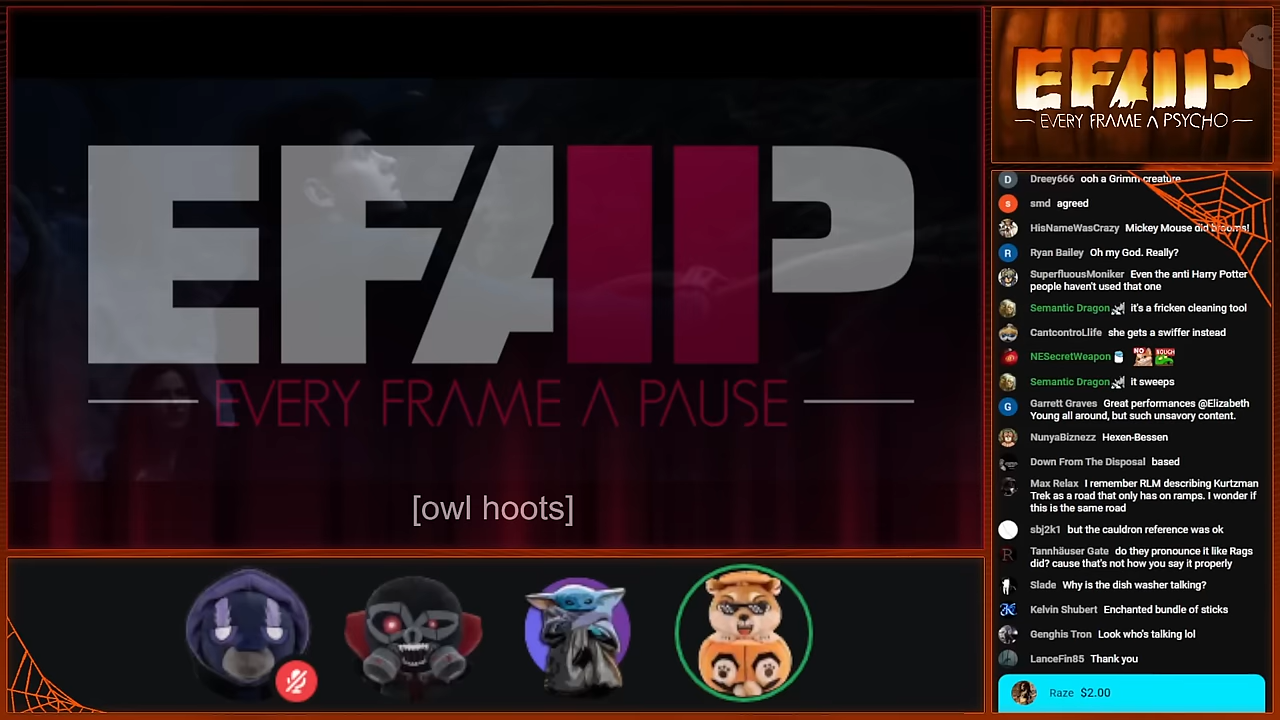 EFAP
EVERY FRAME A PAUSE
[owl hoots]
EFAP
EVERY FRAME A PSYCHO
D Dreey666 ooh a Grimm creature
s smd agreed
HisNameWasCrazy Mickey Mouse did brooms!
R Ryan Bailey Oh my God. Really?
SuperfluousMoniker Even the anti Harry Potter
people haven't used that one
Semantic Dragon it's a fricken cleaning tool
CantcontroLlife she gets a swiffer instead
NESecretWeapon NO ROUGH
Semantic Dragon it sweeps
G Garrett Graves Great performances @Elizabeth
Young all around, but such unsavory content.
NunyaBiznezz Hexen-Bessen
Down From The Disposal based
Max Relax I remember RLM describing Kurtzman
Trek as a road that only has on ramps. I wonder if
this is the same road
sbj2k1 but the cauldron reference was ok
R Tannhäuser Gate do they pronounce it like Rags
did? cause that's not how you say it properly
Slade Why is the dish washer talking?
K Kelvin Shubert Enchanted bundle of sticks
Genghis Tron Look who's talking lol
LanceFin85 Thank you
Raze $2.00